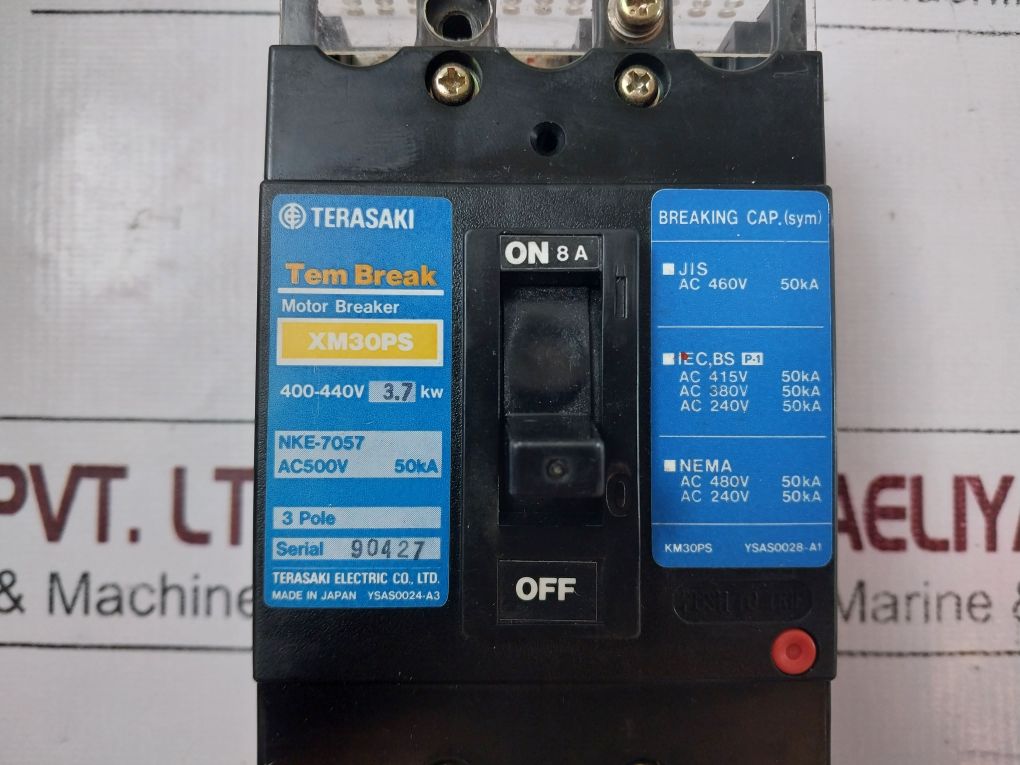 TERASAKI
Tem Break
Motor Breaker
XM30PS
400-440V 3.7 kw
NKE-7057
AC500V 50kA
3 Pole
Serial 90427
TERASAKI ELECTRIC CO., LTD.
MADE IN JAPAN YSAS0024-A3
ON 8 A
I
O
OFF
BREAKING CAP.(sym)
JIS
AC 460V 50kA
IEC,BS P-1
AC 415V 50kA
AC 380V 50kA
AC 240V 50kA
NEMA
AC 480V 50kA
AC 240V 50kA
KM30PS YSAS0028-A1
PVT. LT
& Machine
AELIYA
Marine &